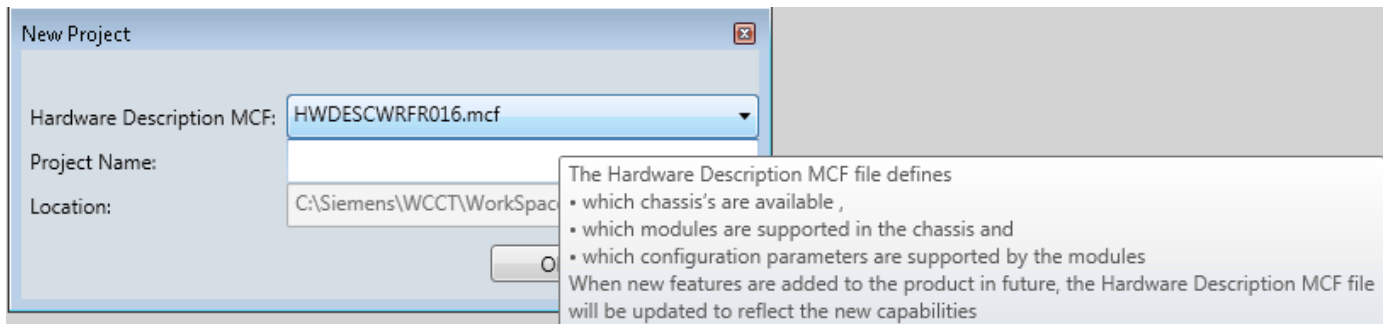 New Project
Hardware Description MCF: HWDESCWRFR016.mcf
Project Name:
Location: C:\Siemens\WCCT\WorkSpac
The Hardware Description MCF file defines
• which chassis's are available ,
• which modules are supported in the chassis and
• which configuration parameters are supported by the modules
When new features are added to the product in future, the Hardware Description MCF file
will be updated to reflect the new capabilities